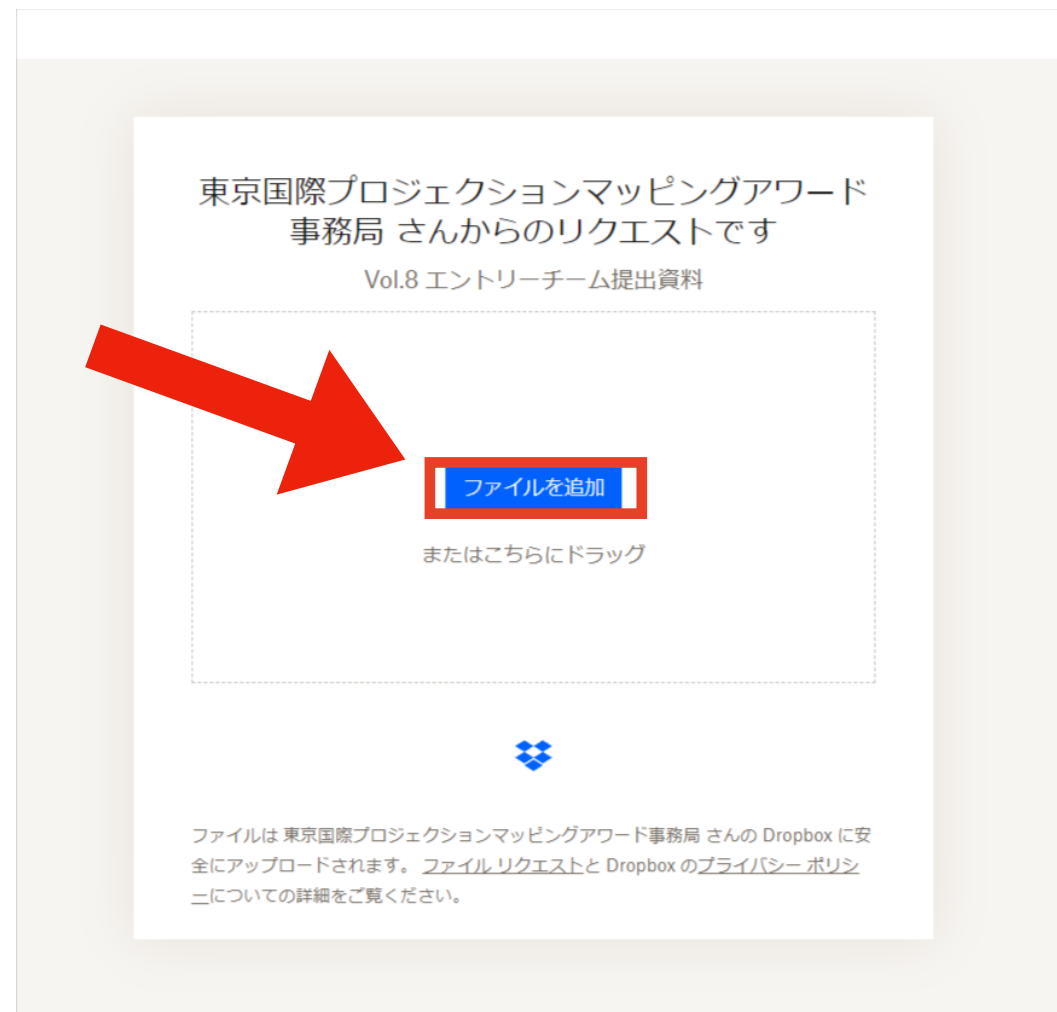 東京国際プロジェクションマッピングアワード
事務局 さんからのリクエストです
Vol.8 エントリーチーム提出資料
ファイルを追加
またはこちらにドラッグ
ファイルは 東京国際プロジェクションマッピングアワード事務局 さんの Dropbox に安
全にアップロードされます。 ファイル リクエストと Dropbox のプライバシー ポリシ
ーについての詳細をご覧ください。